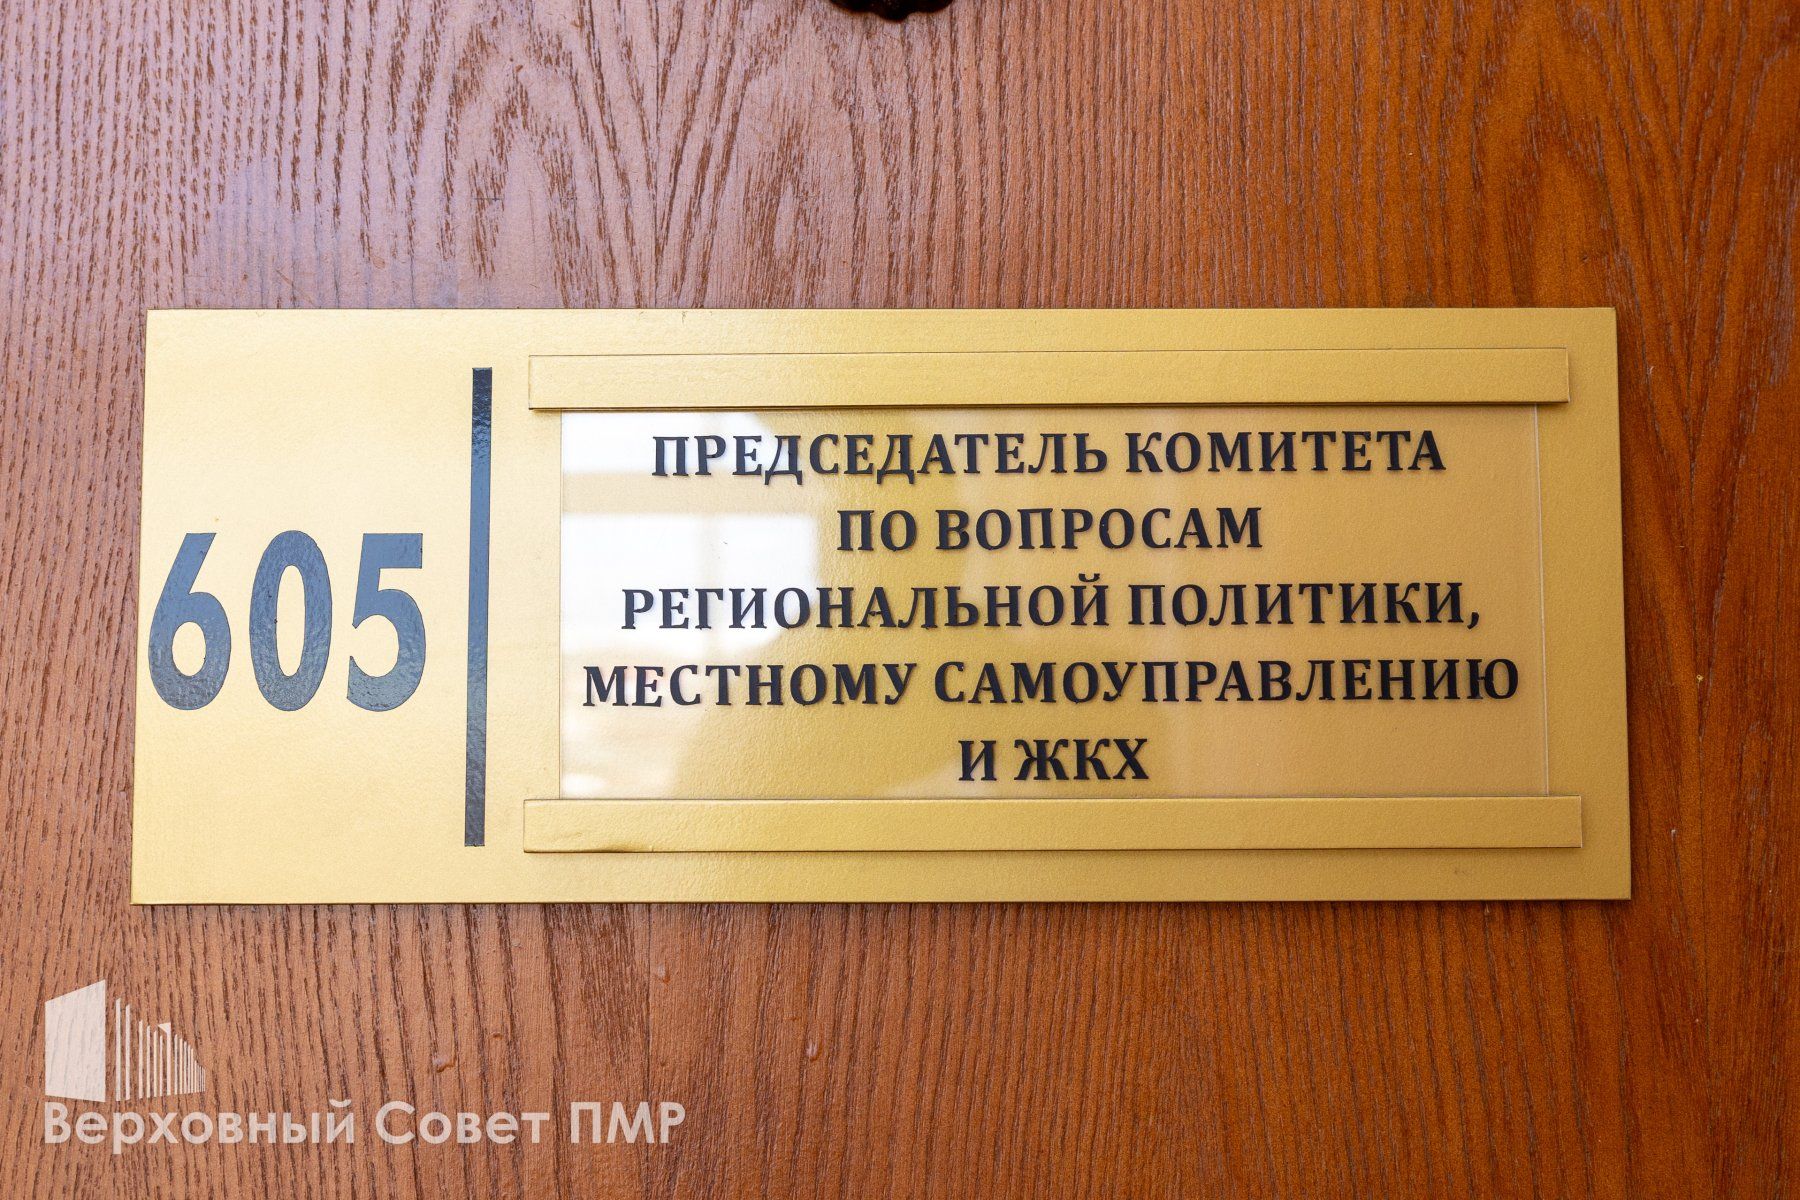 605
ПРЕДСЕДАТЕЛЬ КОМИТЕТА
ПО ВОПРОСАМ
РЕГИОНАЛЬНОЙ ПОЛИТИКИ,
МЕСТНОМУ САМОУПРАВЛЕНИЮ
И ЖКХ
Верховный Совет ПМР